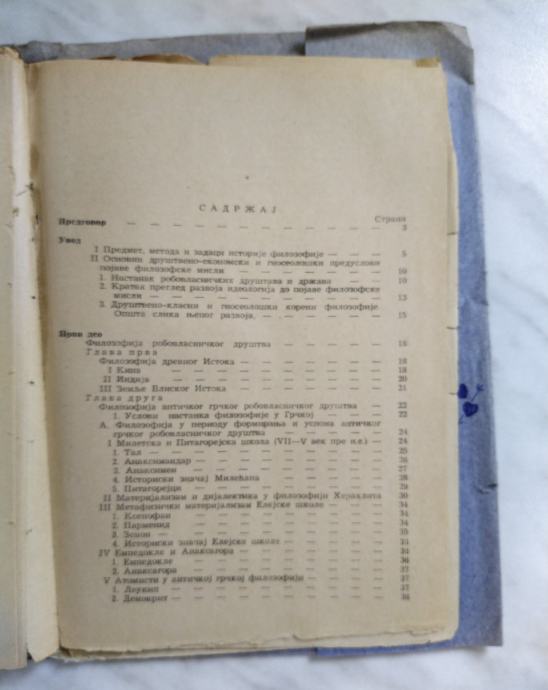 САДРЖАЈ
Страна
Предговор — — — — — — — — — — — 3
Увод
I Предмет, метода и задаци историје филозофије — — — 5
II Основни друштвено-економски и гносеолошки предуслови
појаве филозофске мисли — — — — — — — 10
1. Настанак робовласничких друштава и држава — — 10
2. Кратак преглед развоја идеологија до појаве филозофске
мисли — — — — — — — — — — 13
3. Друштвено-класни и гносеолошки корени филозофије.
Општа слика њеног развоја. — — — — — — 15
Први део
Филозофија робовласничког друштва — — — — — 18
Глава прва
Филозофија древног Истока — — — — — — 18
I Кина — — — — — — — — — — 18
II Индија — — — — — — — — — — 20
III Земље Блиског Истока — — — — — — — 21
Глава друга
Филозофија античког грчког робовласничког друштва — — 22
1. Услови настанка филозофије у Грчкој — — — 22
А. Филозофија у периоду формирања и успона античког
грчког робовласничког друштва — — — — — 24
I Милетска и Питагорејска школа (VII—V век пре н.е.) — 24
1. Тал — — — — — — — — — — 25
2. Анаксимандар — — — — — — — — 26
3. Анаксимен — — — — — — — — — 27
4. Историски значај Милећана — — — — — — 28
5. Питагорејци — — — — — — — — — 29
II Материјализам и дијалектика у филозофији Хераклита 30
III Метафизички материјализам Елејске школе — — — 34
1. Ксенофан — — — — — — — — — 34
2. Парменид — — — — — — — — — 34
3. Зенон — — — — — — — — — — 35
4. Историски значај Елејске школе — — — — — 35
IV Емпедокле и Анаксагора — — — — — — — 35
1. Емпедокле — — — — — — — — — 36
2. Анаксагора — — — — — — — — — 37
V Атомисти у античкој грчкој филозофији — — — — 37
1. Леукип — — — — — — — — — — 37
2. Демокрит — — — — — — — — — 38